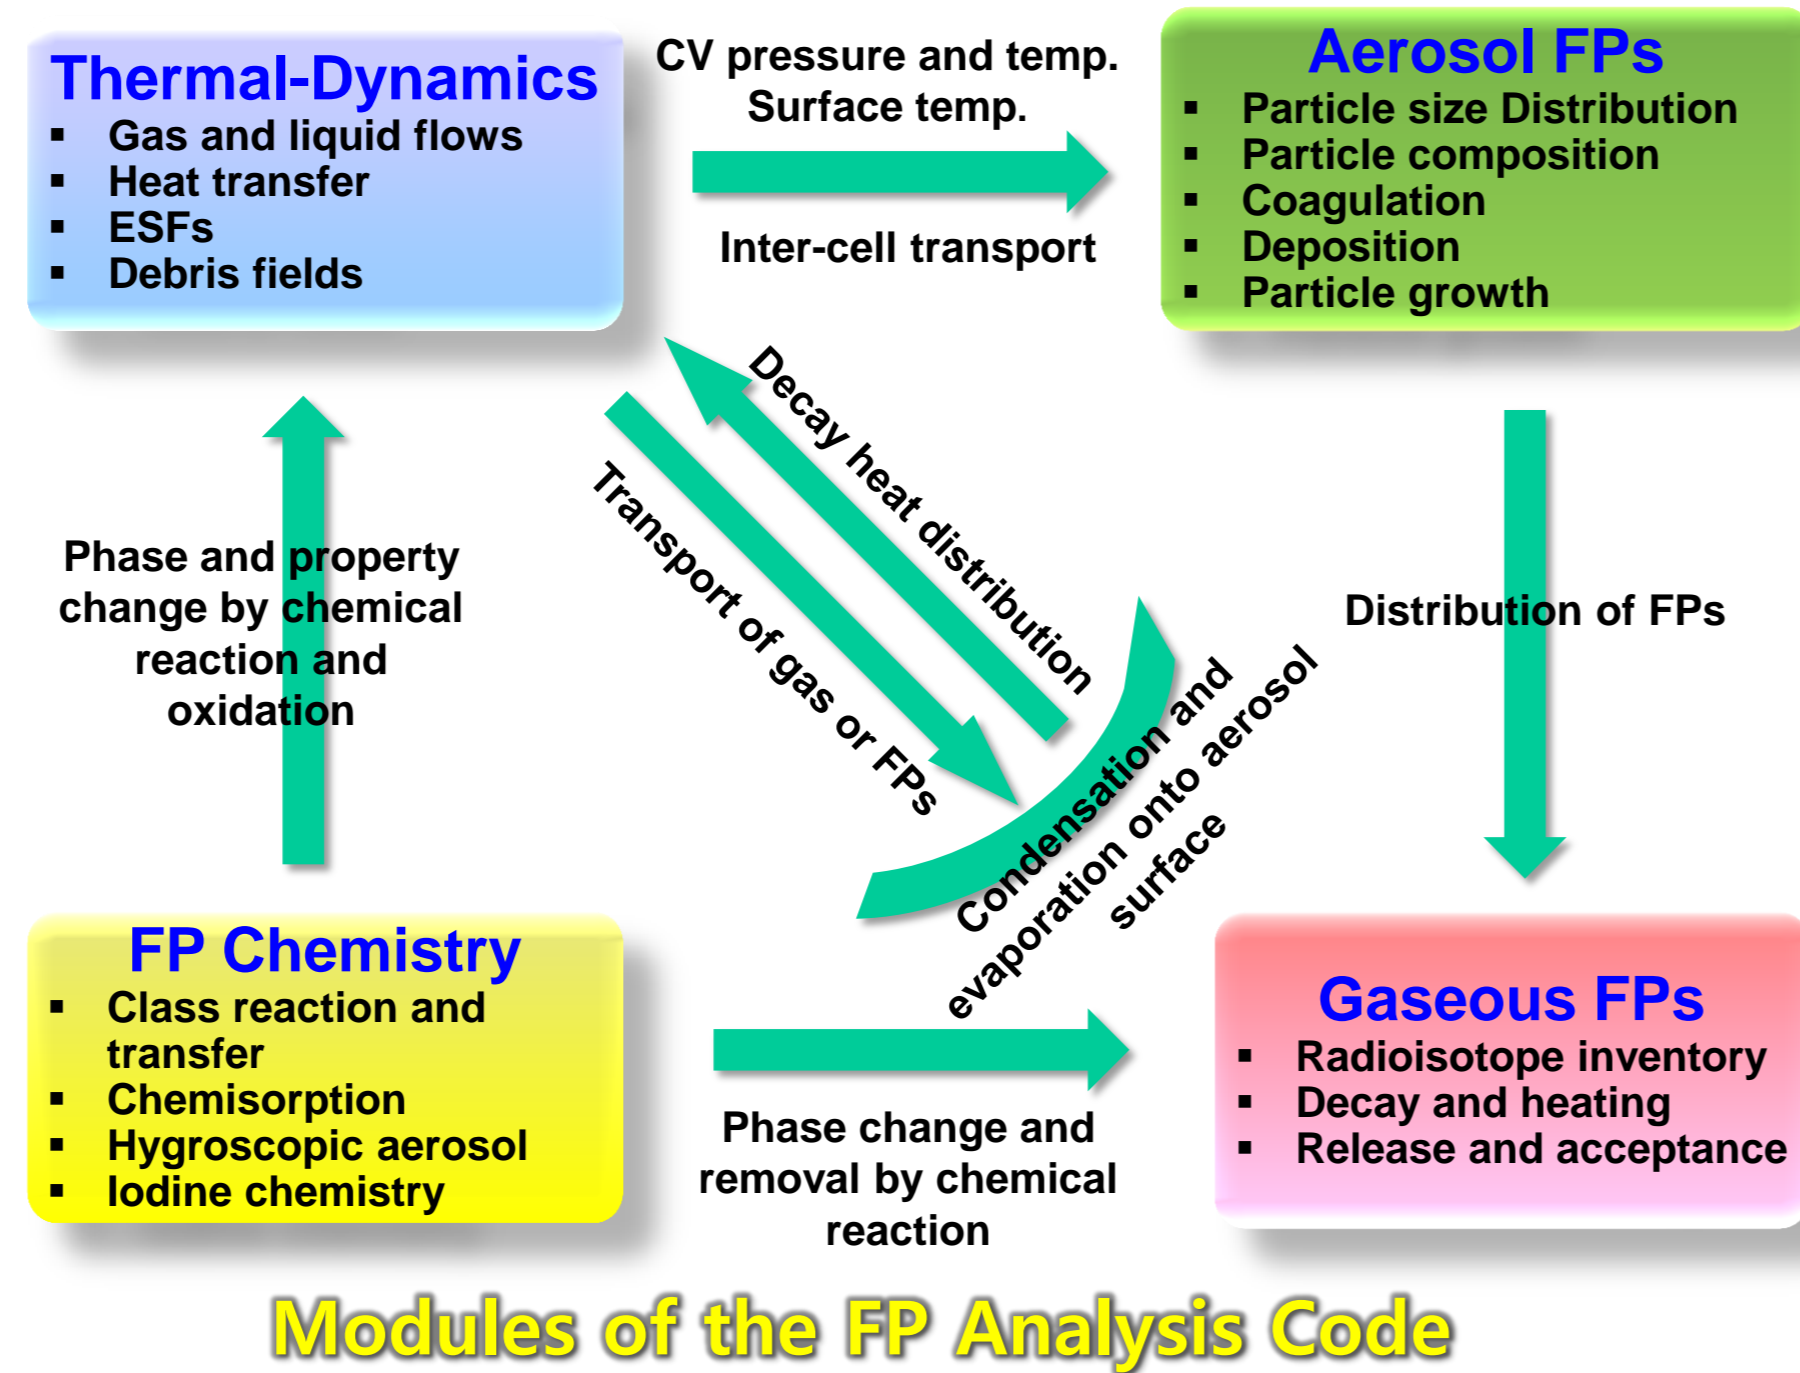 Thermal-Dynamics
▪ Gas and liquid flows
▪ Heat transfer
▪ ESFs
▪ Debris fields
CV pressure and temp.
Surface temp.
Inter-cell transport
Aerosol FPs
▪ Particle size Distribution
▪ Particle composition
▪ Coagulation
▪ Deposition
▪ Particle growth
Decay heat distribution
Transport of gas or FPs
Phase and property
change by chemical
reaction and
oxidation
Distribution of FPs
Condensation and
evaporation onto aerosol
surface
FP Chemistry
▪ Class reaction and
transfer
▪ Chemisorption
▪ Hygroscopic aerosol
▪ Iodine chemistry
Phase change and
removal by chemical
reaction
Gaseous FPs
▪ Radioisotope inventory
▪ Decay and heating
▪ Release and acceptance
Modules of the FP Analysis Code